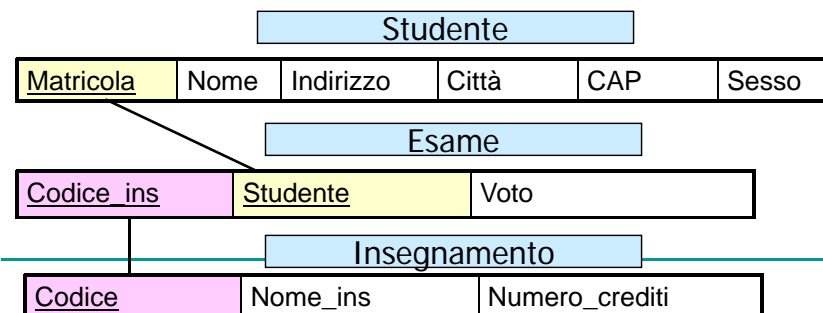 Studente
Matricola Nome Indirizzo Città CAP Sesso
Esame
Codice_ins Studente Voto
Insegnamento
Codice Nome_ins Numero_crediti